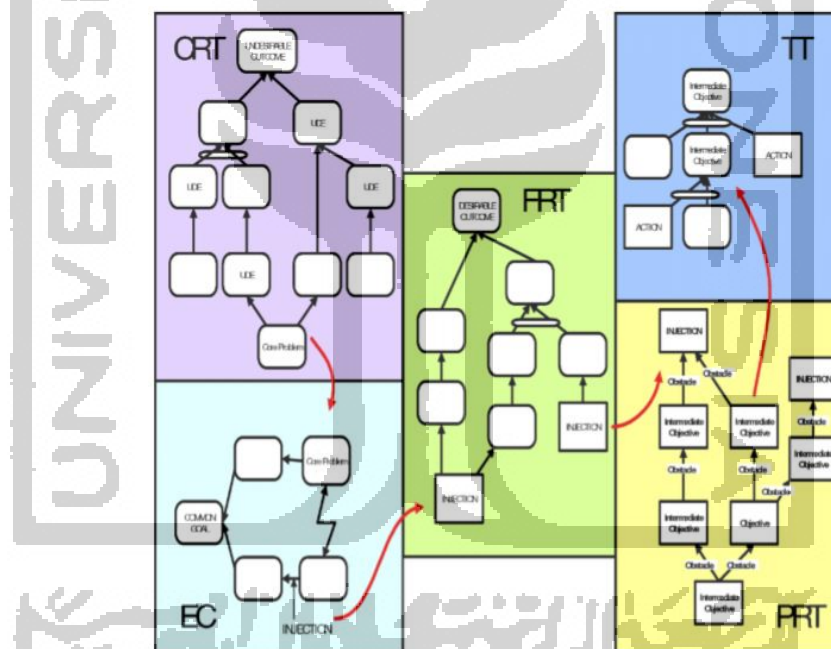 CRT
UNDESIRABLE
OUTCOME
UDE
UDE
UDE
UDE
Core Problem
EC
Core Problem
COMMON
GOAL
INJECTION
FRT
DESIRABLE
OUTCOME
INJECTION
INJECTION
TT
Intermediate
Objective
Intermediate
Objective
ACTION
ACTION
PRT
INJECTION
Obstacle
Obstacle
INJECTION
Intermediate
Objective
Intermediate
Objective
Obstacle
Intermediate
Objective
Obstacle
Obstacle
Obstacle
Intermediate
Objective
Objective
Obstacle
Obstacle
Intermediate
Objective
UNIVERS